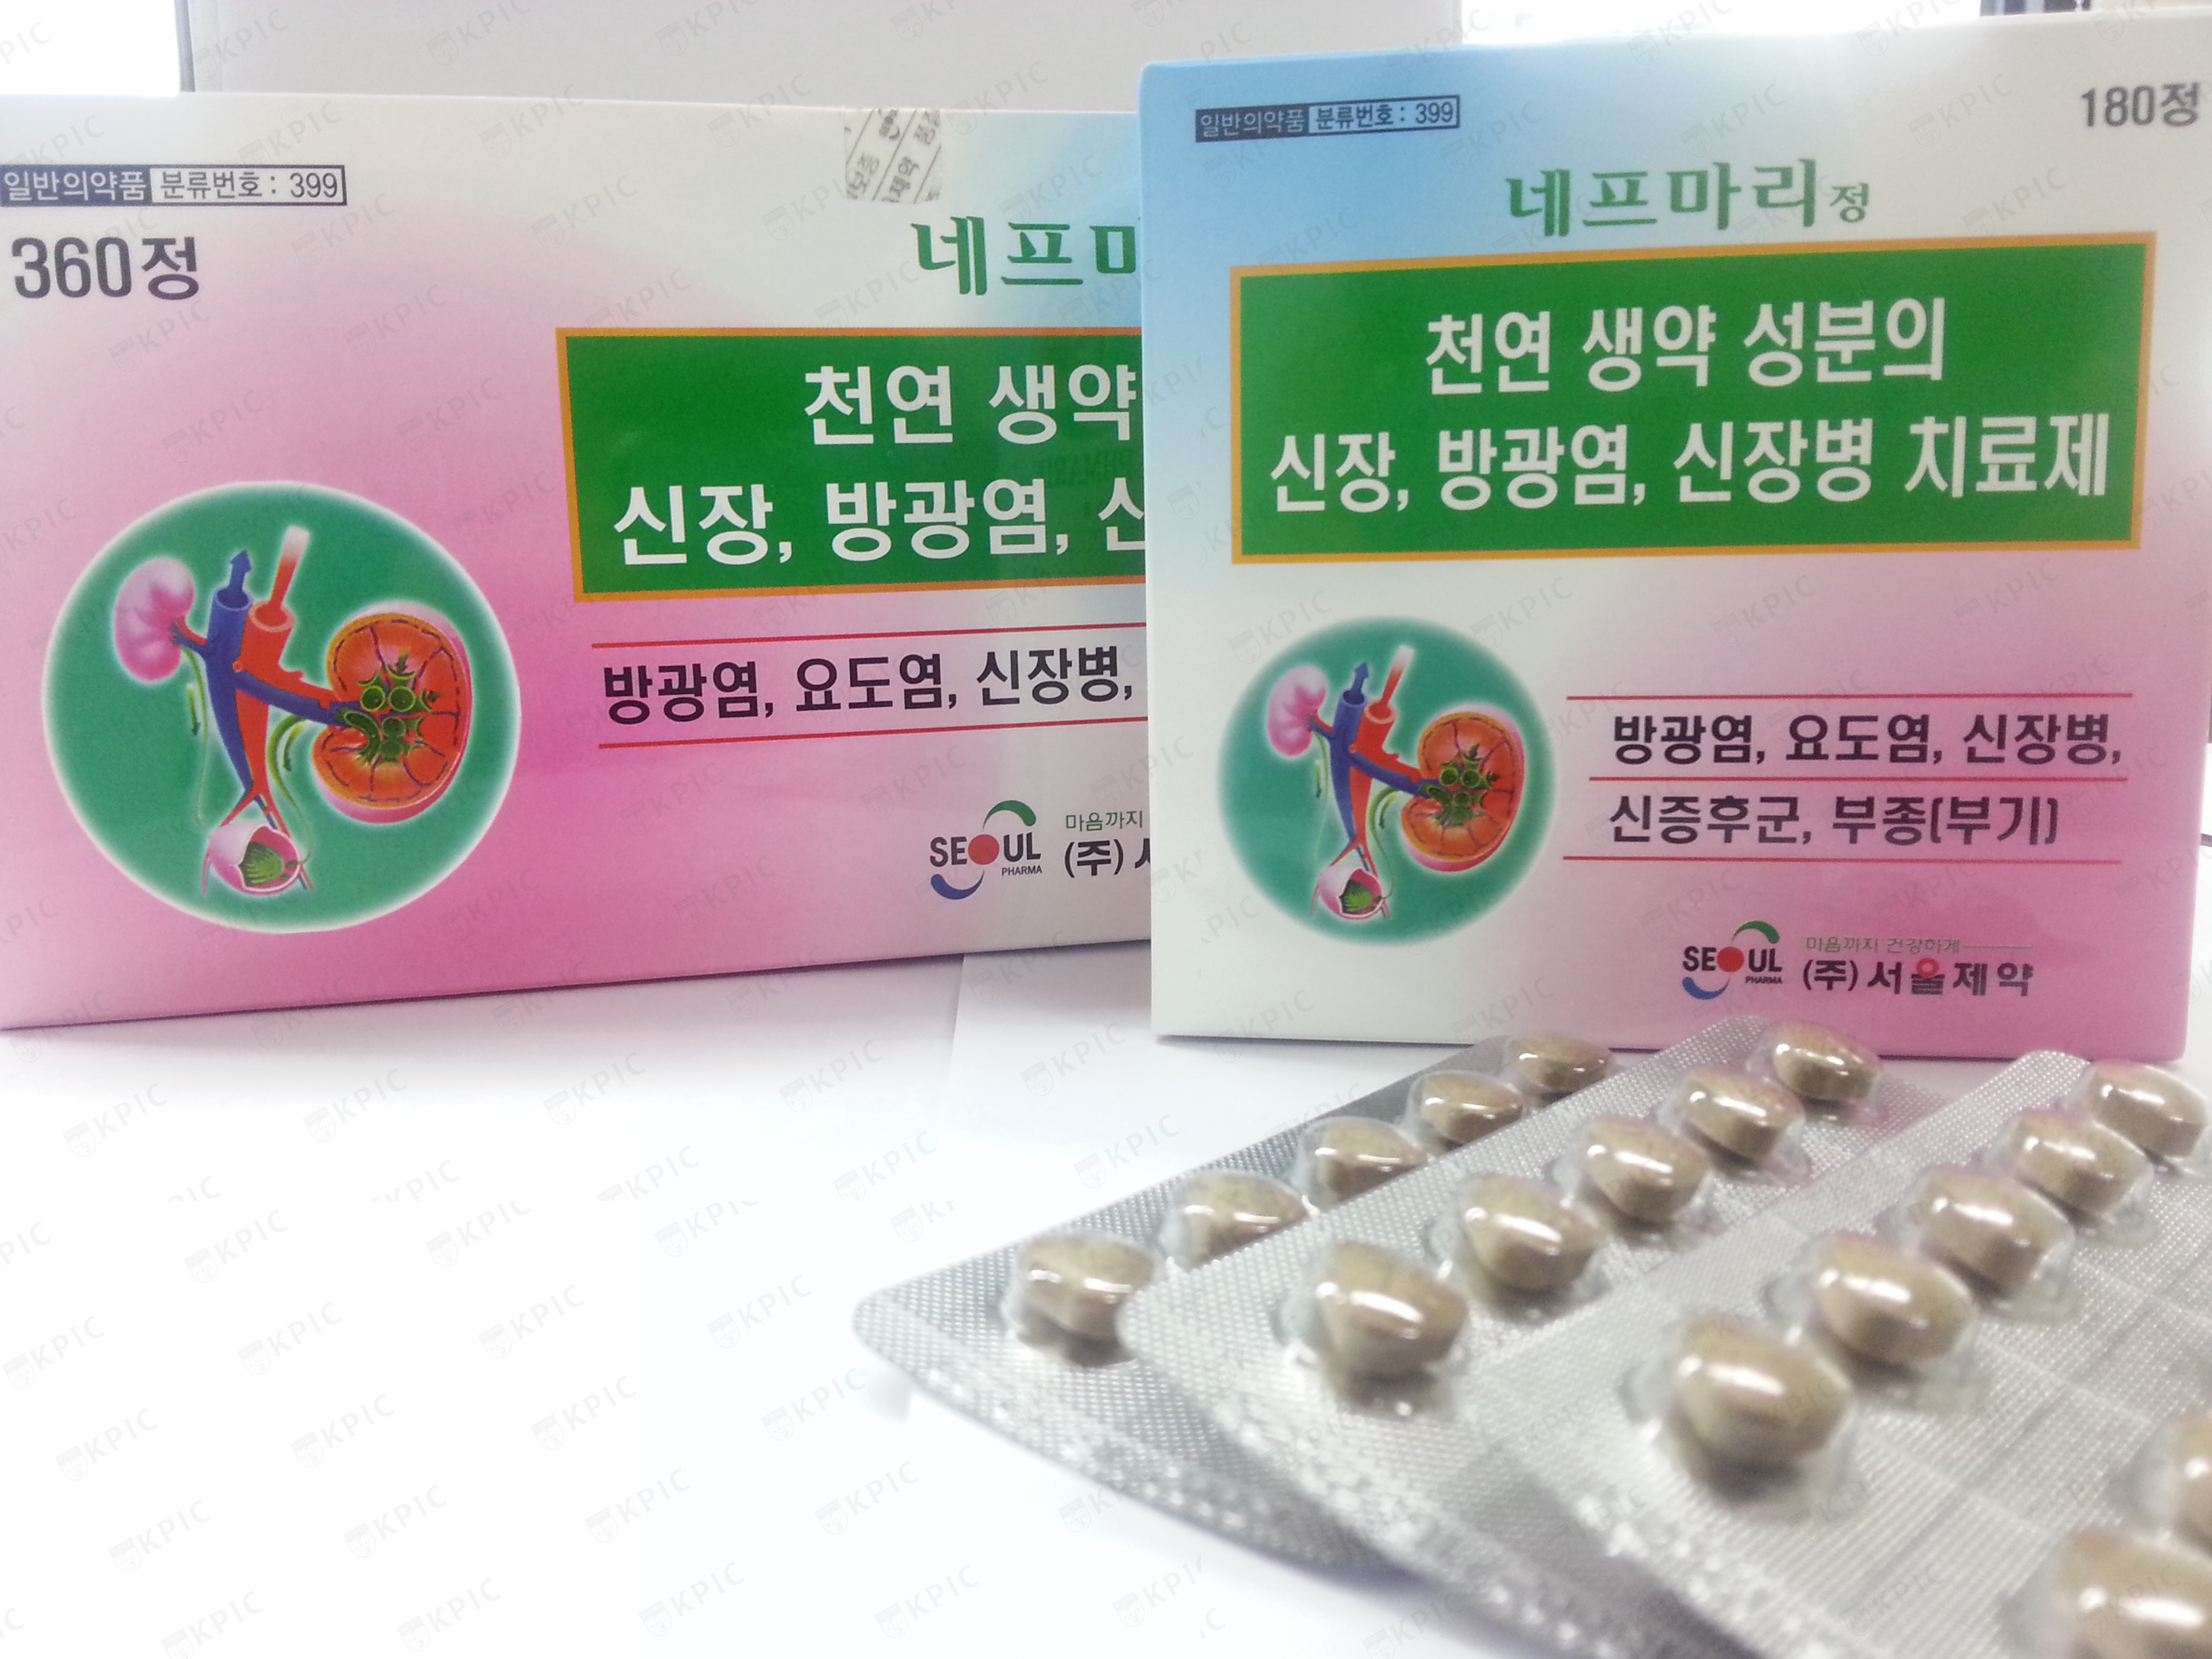 일반의약품 분류번호: 399
360정
네프마
천연 생약
신장, 방광염,
방광염, 요도염, 신장병,
SEOUL
PHARMA
마음까지
(주)
일반의약품 분류번호: 399
180정
네프마리정
천연 생약 성분의
신장, 방광염, 신장병 치료제
방광염, 요도염, 신장병,
신증후군, 부종(부기)
SEOUL
PHARMA
마음까지 건강하게
(주)서울제약
KPIC